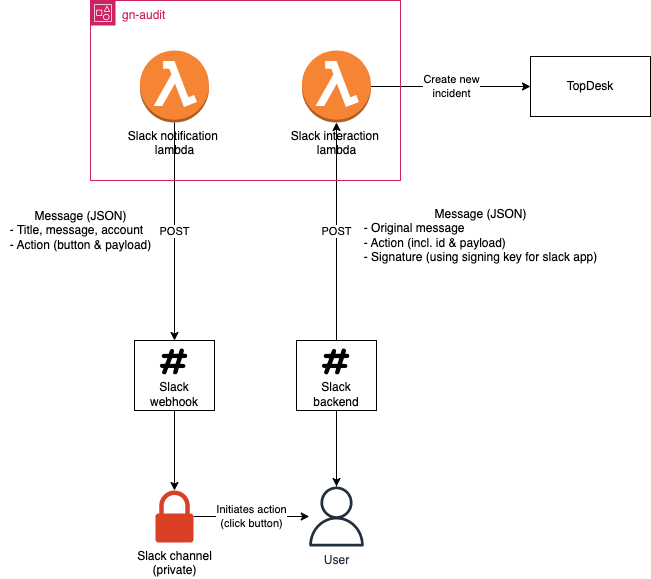 gn-audit
Slack notification
lambda
Slack interaction
lambda
Create new
incident
TopDesk
Message (JSON)
- Title, message, account
- Action (button & payload)
POST
POST
Message (JSON)
- Original message
- Action (incl. id & payload)
- Signature (using signing key for slack app)
Slack
webhook
Slack
backend
Initiates action
(click button)
Slack channel
(private)
User